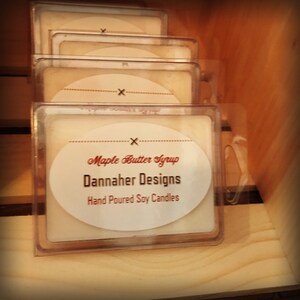 Maple Butter Syrup
Dannaher Designs
Hand Poured Soy Candles